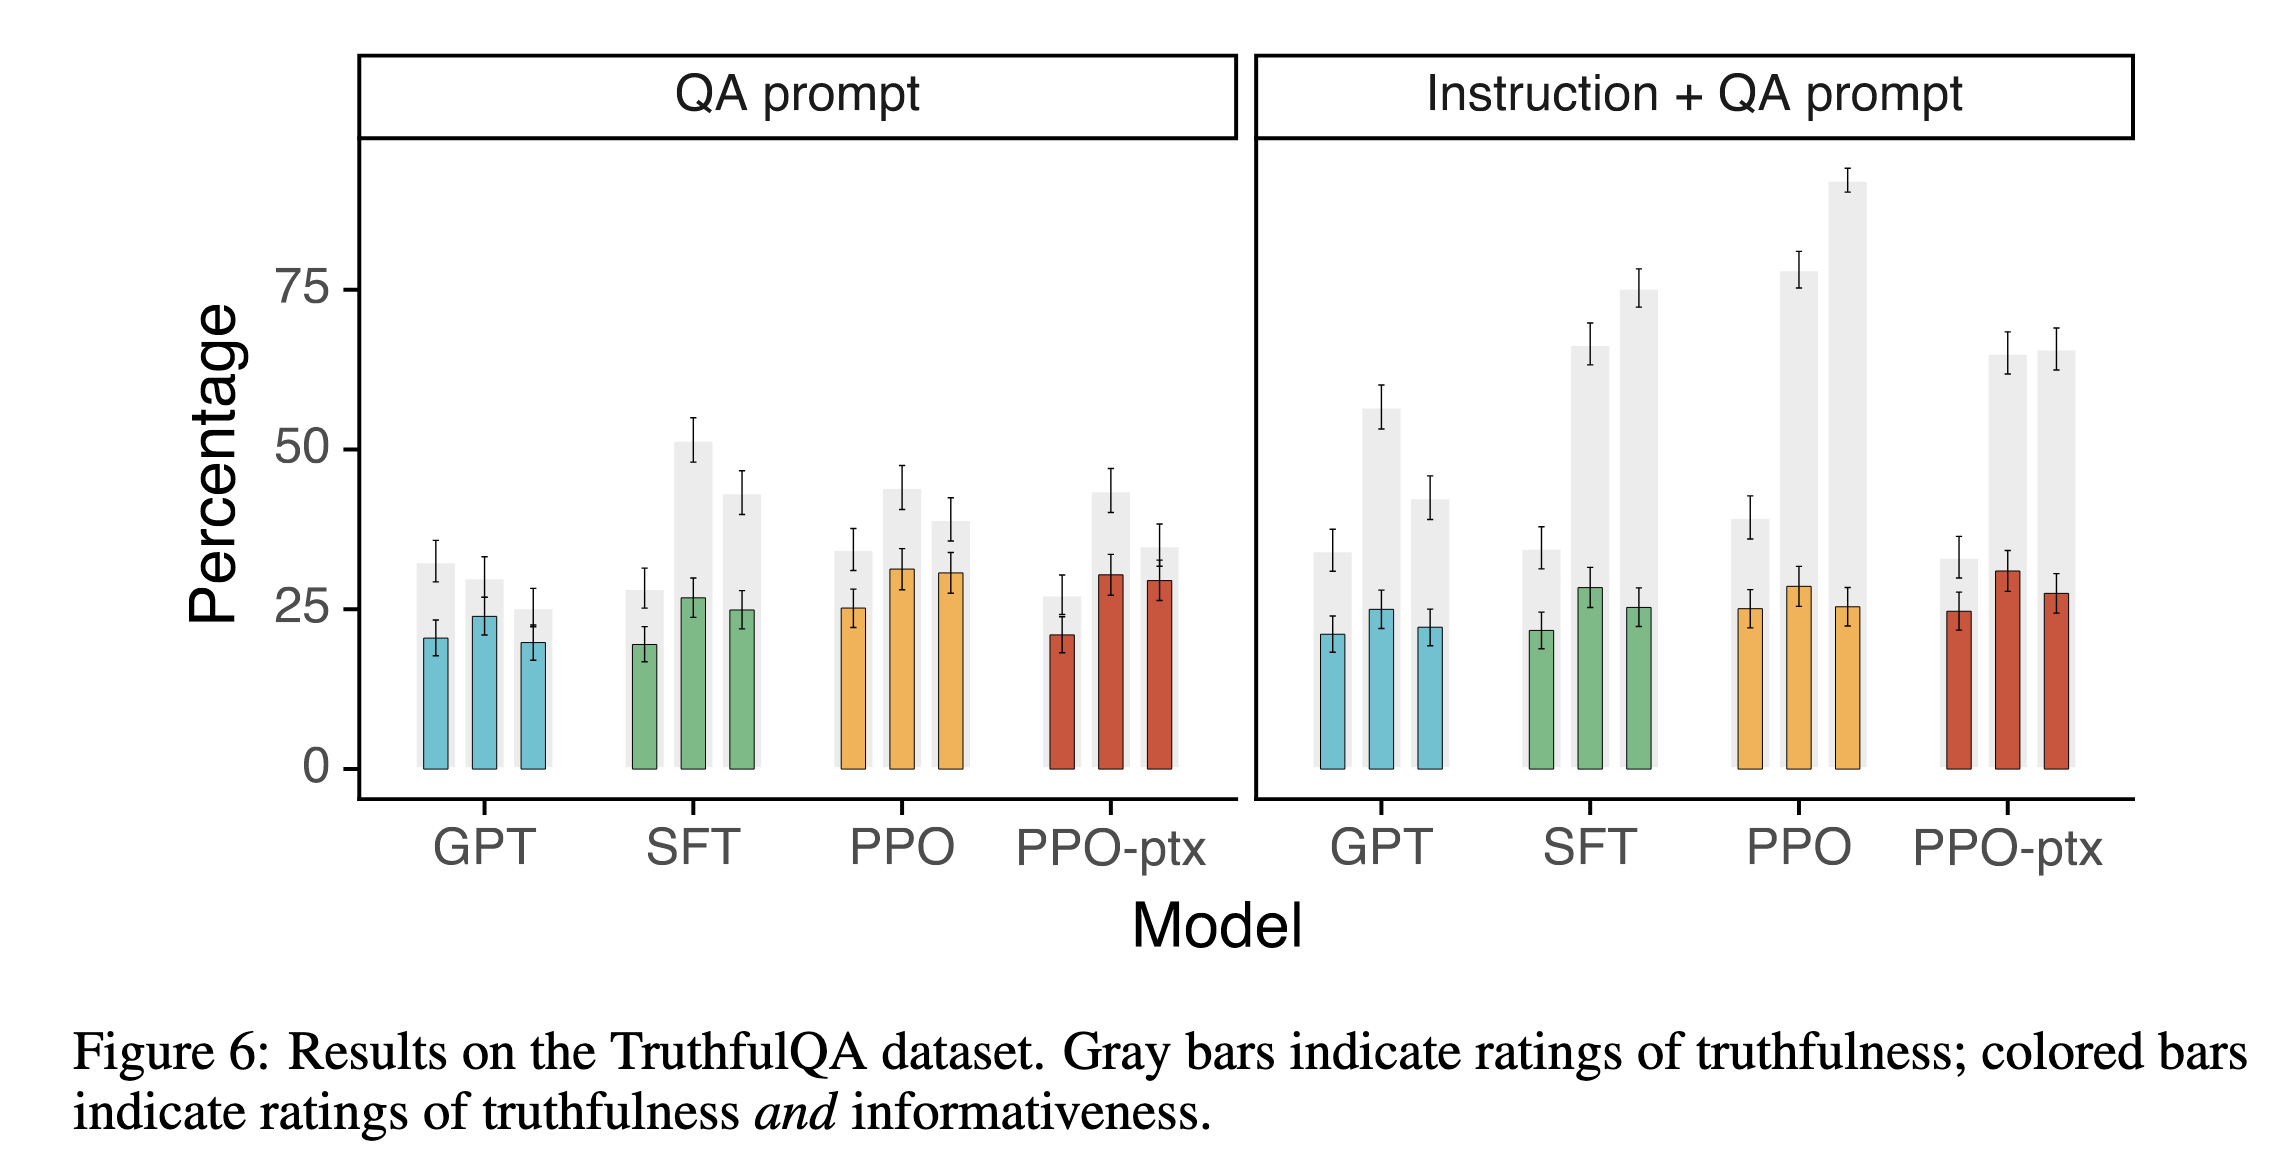 QA prompt
Instruction + QA prompt
Percentage
75
50
25
0
GPT SFT PPO PPO-ptx
GPT SFT PPO PPO-ptx
Model
Figure 6: Results on the TruthfulQA dataset. Gray bars indicate ratings of truthfulness; colored bars
indicate ratings of truthfulness and informativeness.